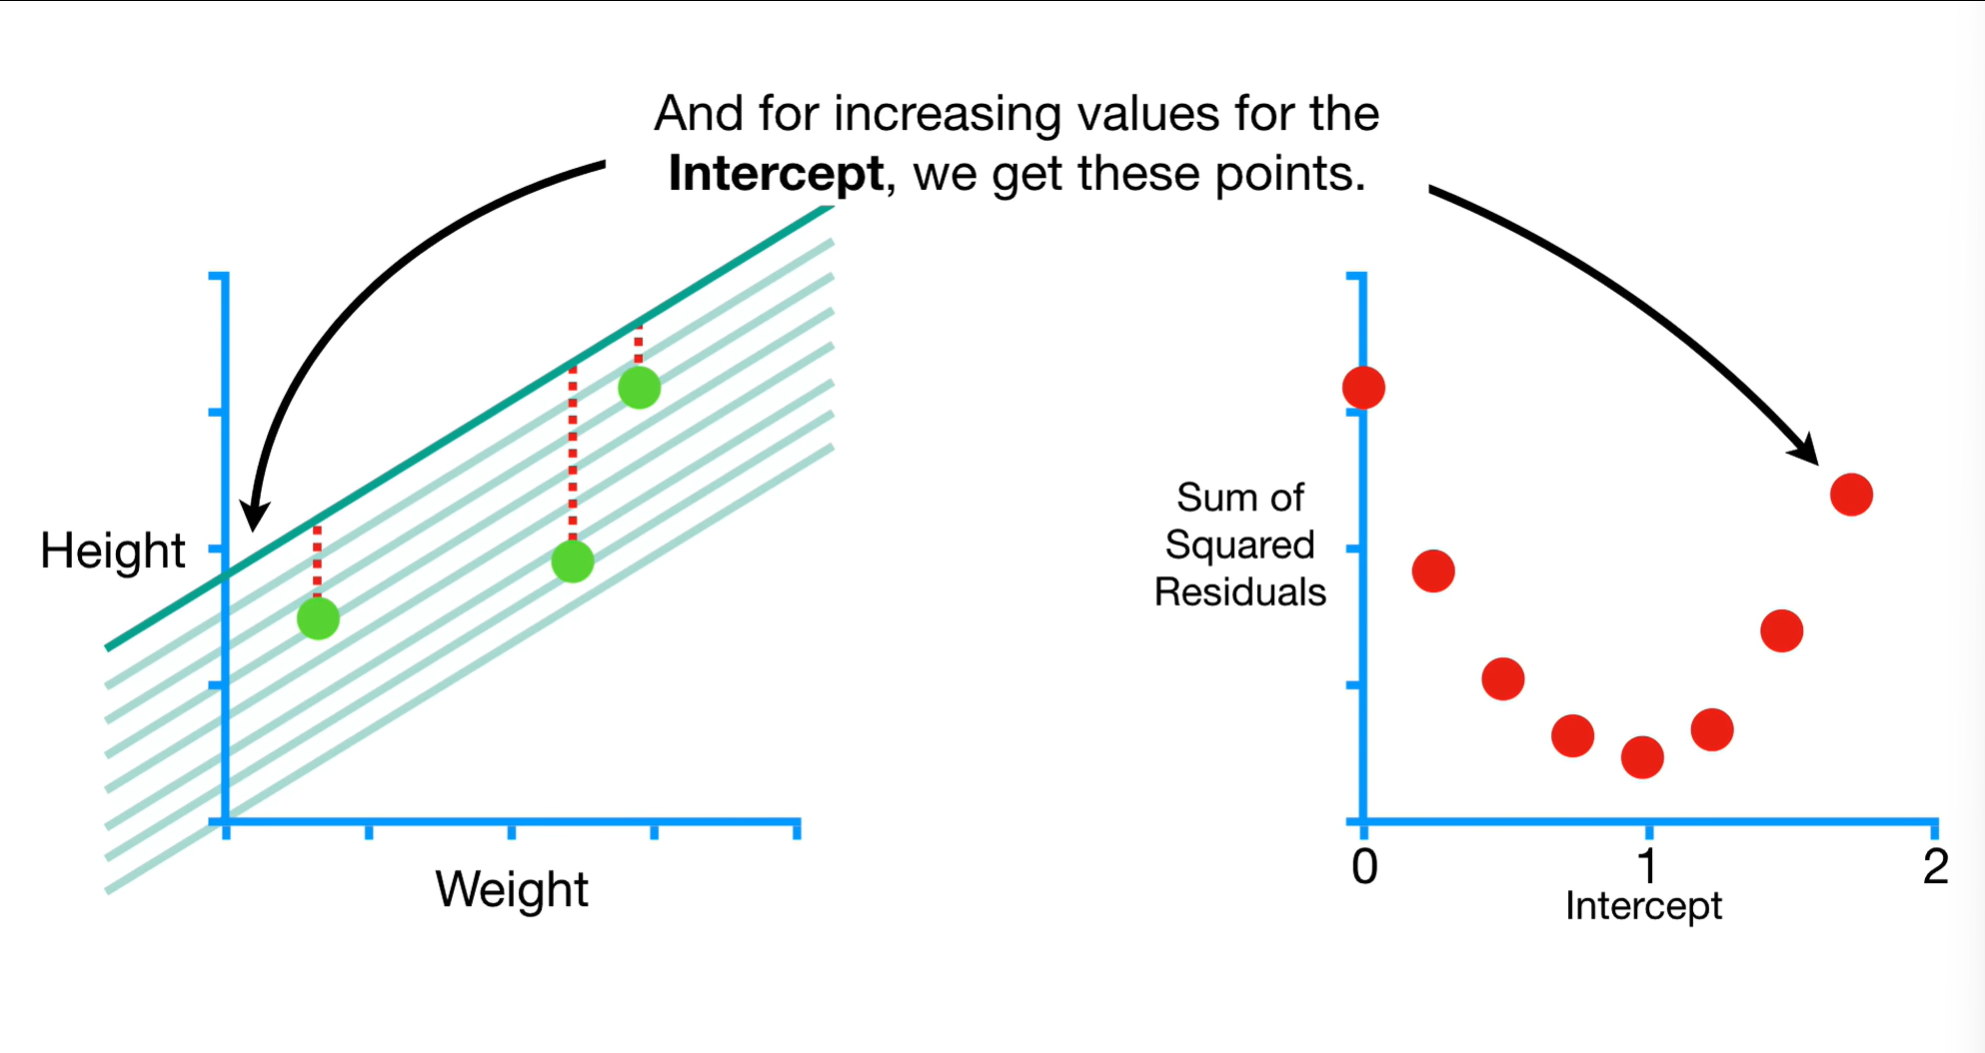 And for increasing values for the
Intercept, we get these points.
Height
Weight
Sum of
Squared
Residuals
0
1
2
Intercept